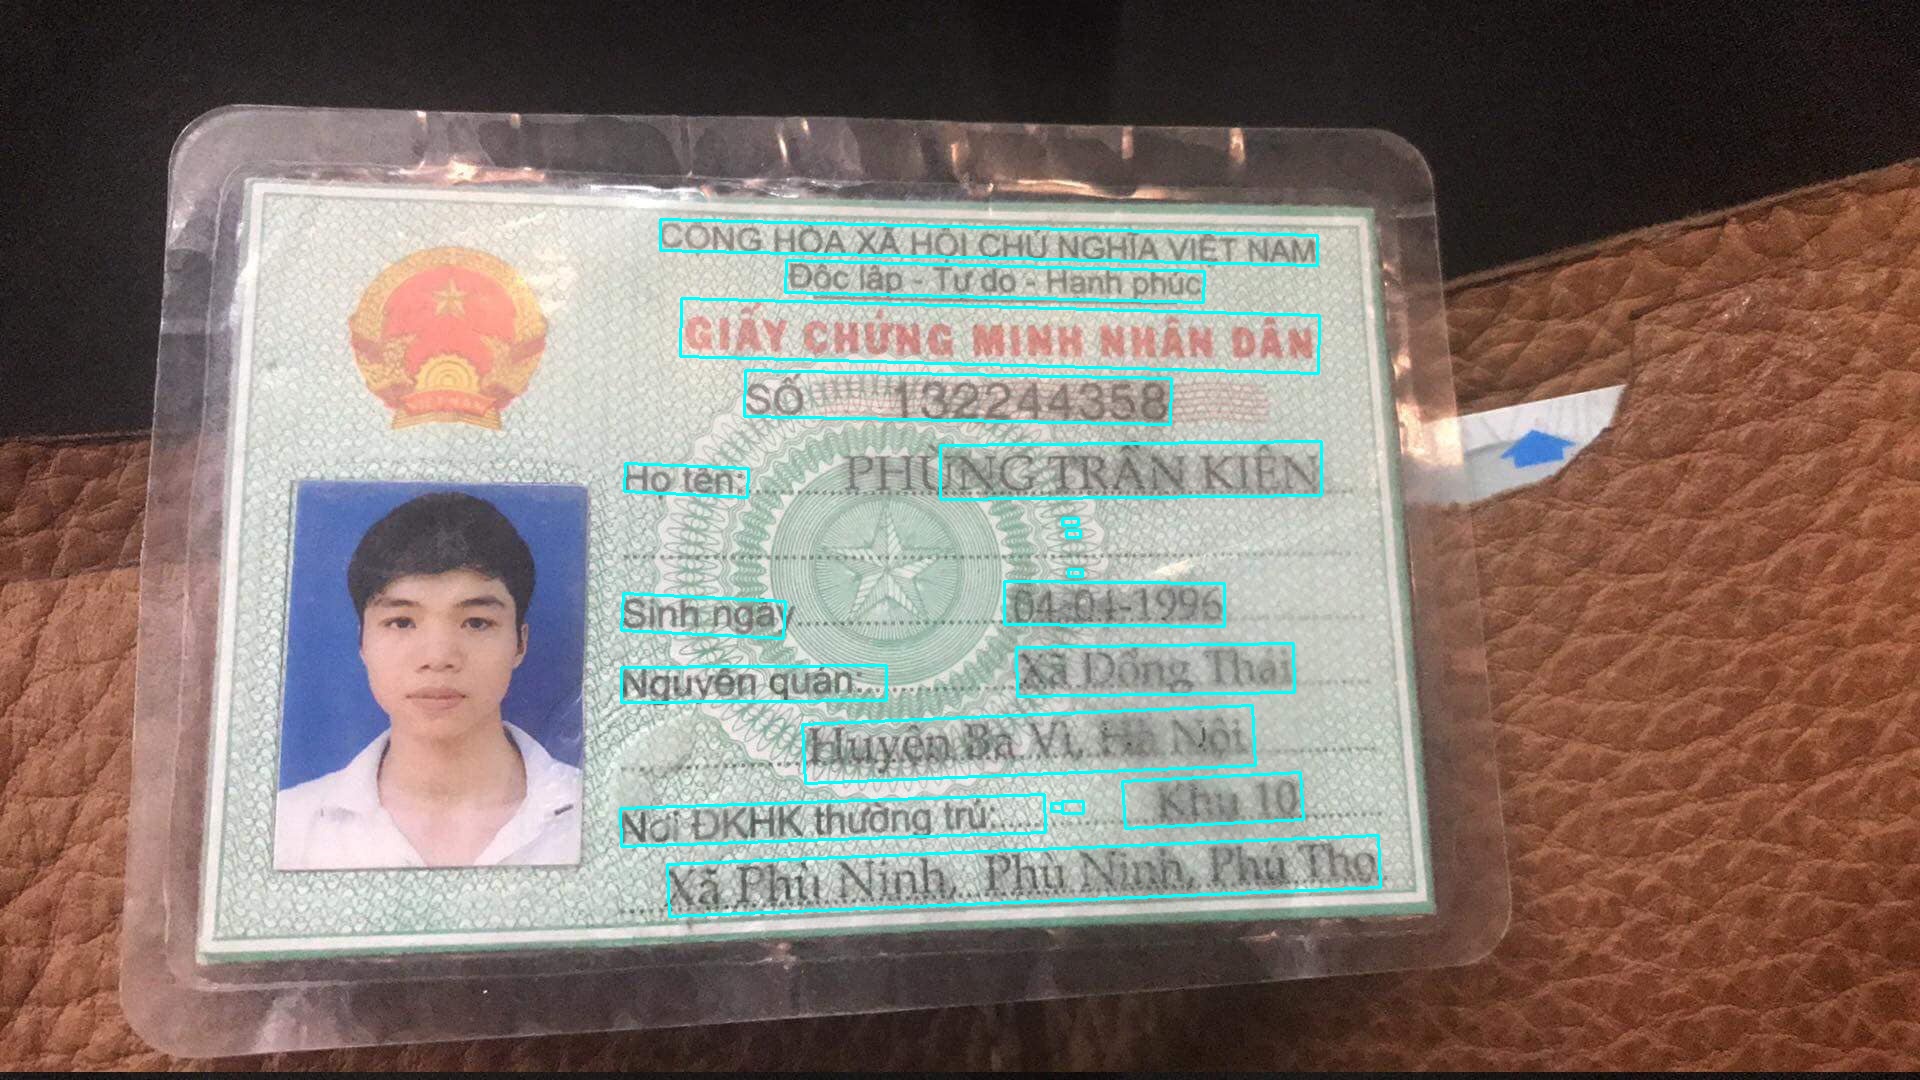 CỘNG HÒA XÃ HỘI CHỦ NGHĨA VIỆT NAM
Độc lập - Tự do - Hạnh phúc
GIẤY CHỨNG MINH NHÂN DÂN
SỐ 132244358
Họ tên: PHÙNG TRẦN KIÊN
Sinh ngày 04-04-1996
Nguyên quán: Xã Đồng Thái
Huyện Ba Vì, Hà Nội
Nơi ĐKHK thường trú: Khu 10
Xã Phù Ninh, Phù Ninh, Phú Thọ